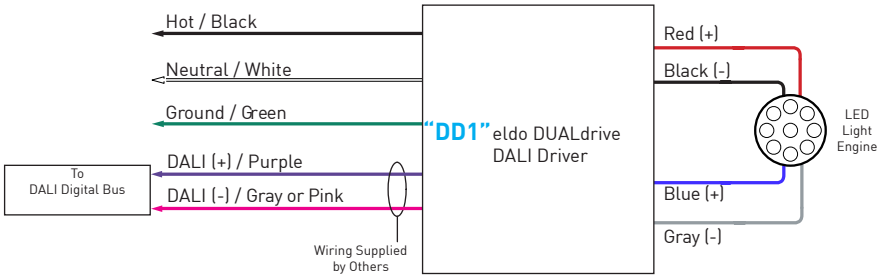 Hot / Black
Neutral / White
Ground / Green
DALI (+) / Purple
DALI (-) / Gray or Pink
To
DALI Digital Bus
Wiring Supplied
by Others
"DD1" eldo DUALdrive
DALI Driver
Red (+)
Black (-)
Blue (+)
Gray (-)
LED
Light
Engine